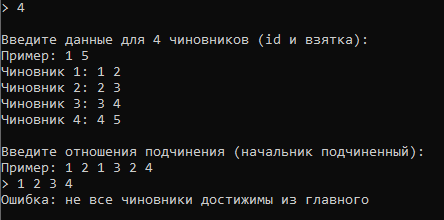 > 4
Введите данные для 4 чиновников (id и взятка):
Пример: 1 5
Чиновник 1: 1 2
Чиновник 2: 2 3
Чиновник 3: 3 4
Чиновник 4: 4 5
Введите отношения подчинения (начальник подчиненный):
Пример: 1 2 1 3 2 4
> 1 2 3 4
Ошибка: не все чиновники достижимы из главного